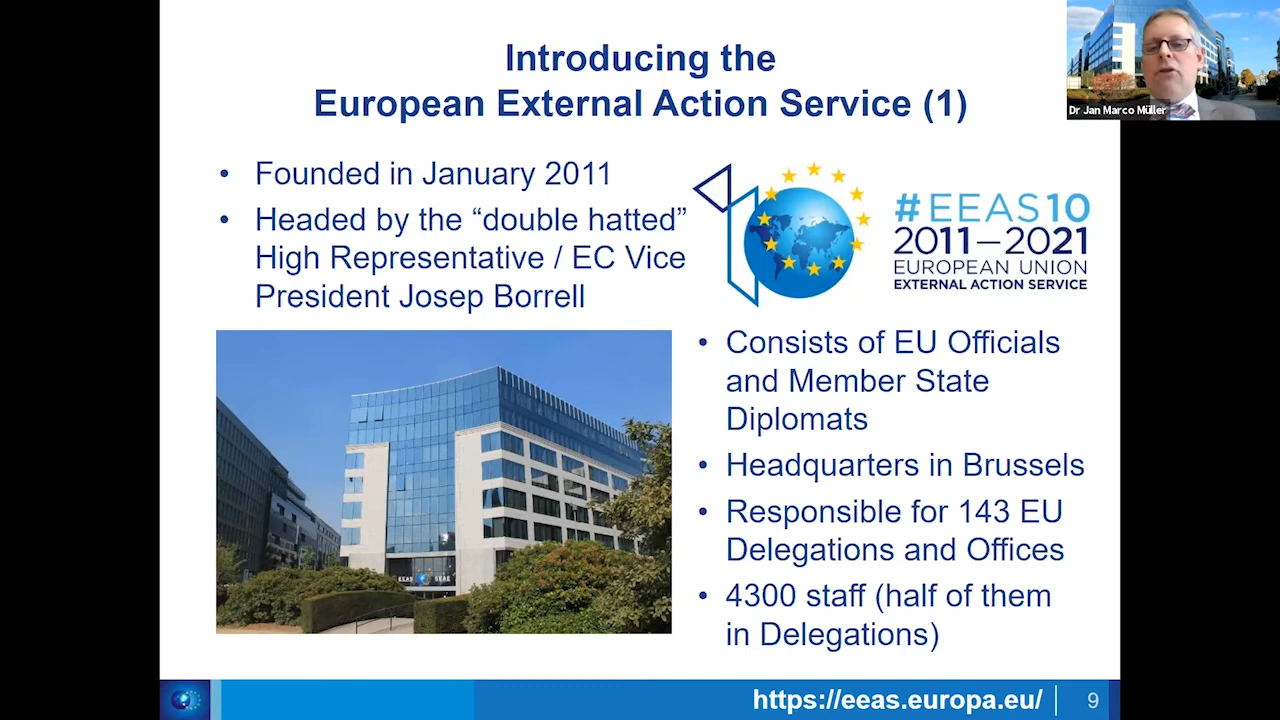 Introducing the
European External Action Service (1)
• Founded in January 2011
• Headed by the “double hatted”
High Representative / EC Vice
President Josep Borrell
#EEAS10
2011–2021
EUROPEAN UNION
EXTERNAL ACTION SERVICE
• Consists of EU Officials
and Member State
Diplomats
• Headquarters in Brussels
• Responsible for 143 EU
Delegations and Offices
• 4300 staff (half of them
in Delegations)
EEAS SEAE
https://eeas.europa.eu/
9
Dr Jan Marco Müller